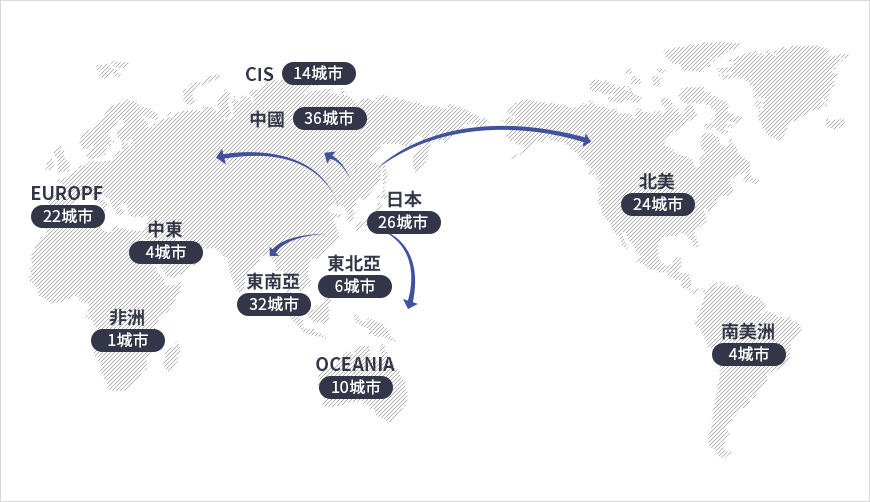 CIS
14城市
中國
36城市
EUROPF
22城市
中東
4城市
非洲
1城市
日本
26城市
東北亞
6城市
東南亞
32城市
OCEANIA
10城市
北美
24城市
南美洲
4城市